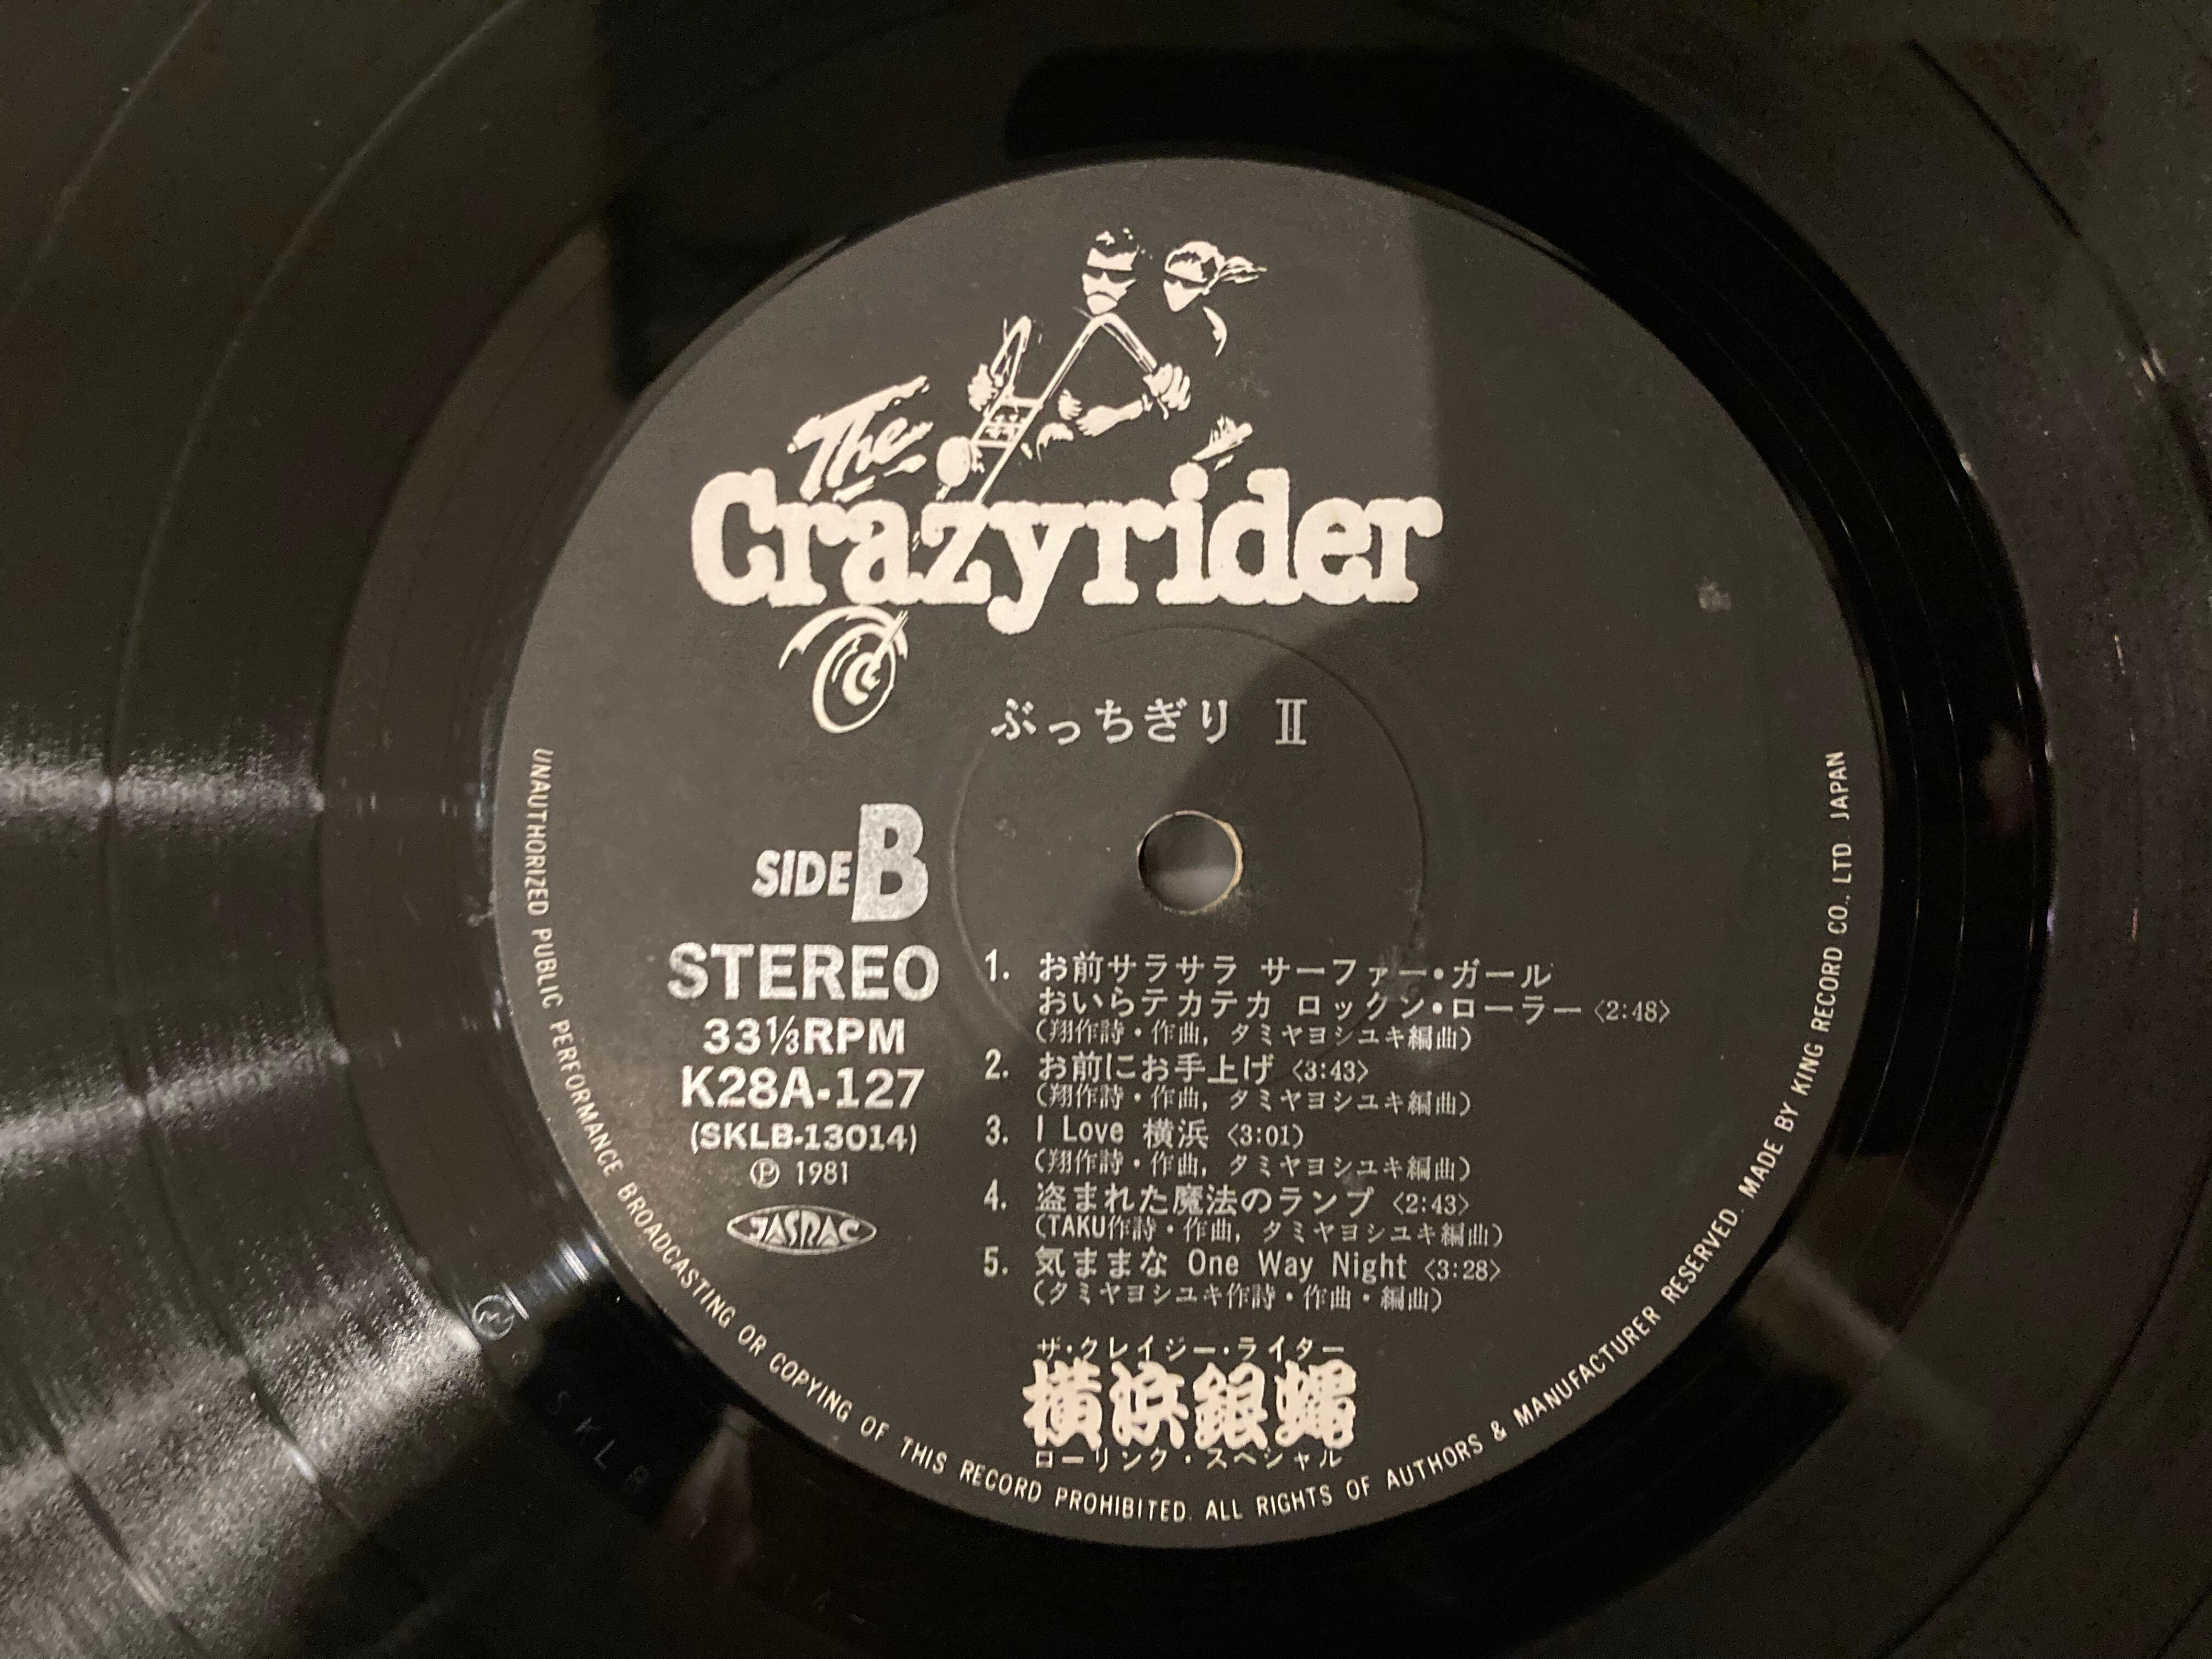 The
Crazyrider
ぶっちぎり Ⅱ
SIDE B
STEREO
33⅓RPM
K28A-127
(SKLB-13014)
Ⓟ 1981
JASRAC
1. お前サラサラ サーファー・ガール
おいらテカテカ ロックン・ローラー〈2:48〉
(翔作詩・作曲, タミヤヨシユキ編曲)
2. お前にお手上げ〈3:43〉
(翔作詩・作曲, タミヤヨシユキ編曲)
3. I Love 横浜〈3:01〉
(翔作詩・作曲, タミヤヨシユキ編曲)
4. 盗まれた魔法のランプ〈2:43〉
(TAKU作詩・作曲, タミヤヨシユキ編曲)
5. 気ままな One Way Night〈3:28〉
(タミヤヨシユキ作詩・作曲・編曲)
ザ・クレイジー・ライダー
横浜銀蝿
ローリング・スペシャル
UNAUTHORIZED PUBLIC PERFORMANCE BROADCASTING OR COPYING OF THIS RECORD PROHIBITED. ALL RIGHTS OF AUTHORS & MANUFACTURER RESERVED. MADE BY KING RECORD CO., LTD. JAPAN